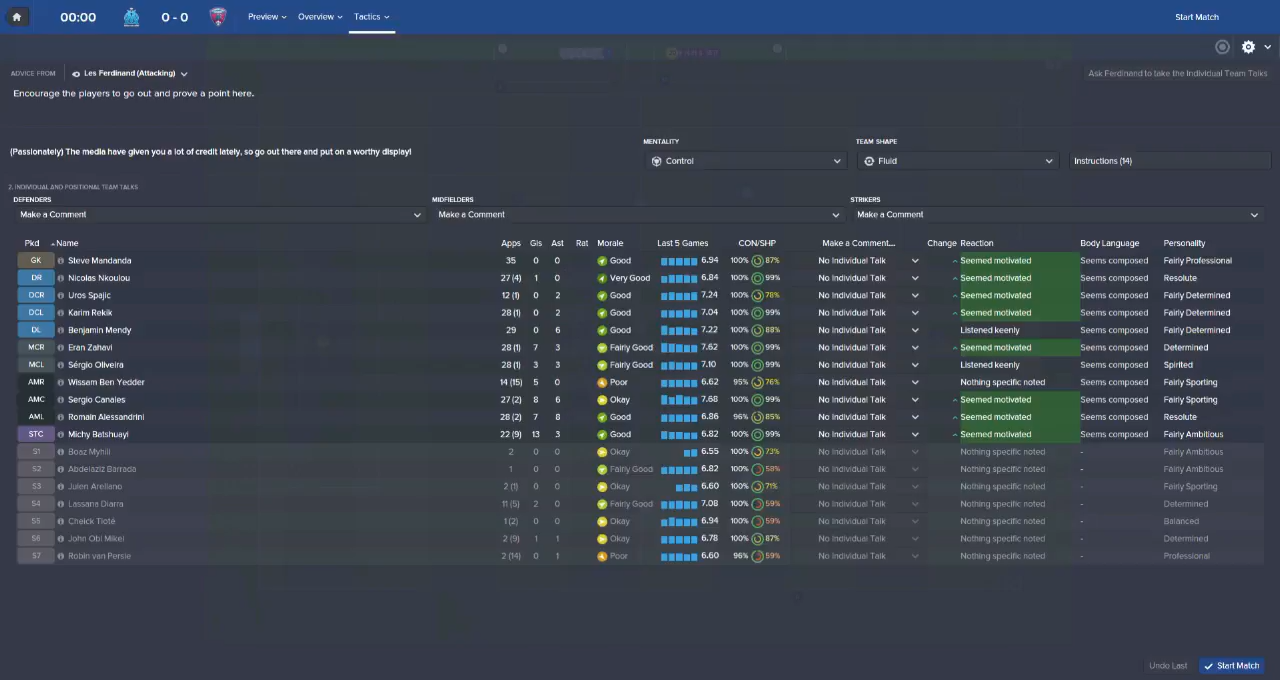 00:00 0 - 0 Preview Overview Tactics Start Match
ADVICE FROM Les Ferdinand (Attacking) Ask Ferdinand to take the Individual Team Talks
Encourage the players to go out and prove a point here.
MENTALITY TEAM SHAPE
(Passionately) The media have given you a lot of credit lately, so go out there and put on a worthy display!
Control Fluid Instructions (14)
2. INDIVIDUAL AND POSITIONAL TEAM TALKS
DEFENDERS MIDFIELDERS STRIKERS
Make a Comment Make a Comment Make a Comment
Pkd Name Apps Gls Ast Rat Morale Last 5 Games CON/SHP Make a Comment... Change Reaction Body Language Personality
GK Steve Mandanda 35 0 0 Good 6.94 100% 87% No Individual Talk Seemed motivated Seems composed Fairly Professional
DR Nicolas Nkoulou 27 (4) 1 0 Very Good 6.84 100% 99% No Individual Talk Seemed motivated Seems composed Resolute
DCR Uros Spajic 12 (1) 0 2 Good 7.24 100% 78% No Individual Talk Seemed motivated Seems composed Fairly Determined
DCL Karim Rekik 28 (1) 0 2 Good 7.04 100% 99% No Individual Talk Seemed motivated Seems composed Fairly Determined
DL Benjamin Mendy 29 0 6 Good 7.22 100% 88% No Individual Talk Listened keenly Seems composed Fairly Determined
MCR Eran Zahavi 28 (1) 7 3 Fairly Good 7.62 100% 99% No Individual Talk Seemed motivated Seems composed Determined
MCL Sérgio Oliveira 28 (1) 3 3 Fairly Good 7.10 100% 99% No Individual Talk Listened keenly Seems composed Spirited
AMR Wissam Ben Yedder 14 (15) 5 0 Poor 6.62 95% 76% No Individual Talk Nothing specific noted Seems composed Fairly Sporting
AMC Sergio Canales 27 (2) 8 6 Okay 7.68 100% 99% No Individual Talk Seemed motivated Seems composed Fairly Sporting
AML Romain Alessandrini 28 (2) 7 8 Good 6.86 96% 85% No Individual Talk Seemed motivated Seems composed Resolute
STC Michy Batshuayi 22 (9) 13 3 Good 6.82 100% 99% No Individual Talk Seemed motivated Seems composed Fairly Ambitious
S1 Boaz Myhill 2 0 0 Okay 6.55 100% 73% No Individual Talk Nothing specific noted - Fairly Ambitious
S2 Abdelaziz Barrada 1 0 0 Fairly Good 6.82 100% 58% No Individual Talk Nothing specific noted - Fairly Ambitious
S3 Julen Arellano 2 (1) 0 0 Okay 6.60 100% 71% No Individual Talk Nothing specific noted - Fairly Sporting
S4 Lassana Diarra 11 (5) 2 0 Fairly Good 7.08 100% 59% No Individual Talk Nothing specific noted - Determined
S5 Cheick Tioté 1 (2) 0 0 Okay 6.94 100% 59% No Individual Talk Nothing specific noted - Balanced
S6 John Obi Mikel 2 (9) 1 1 Okay 6.78 100% 87% No Individual Talk Nothing specific noted - Determined
S7 Robin van Persie 2 (14) 0 1 Poor 6.60 96% 59% No Individual Talk Nothing specific noted - Professional
Undo Last Start Match